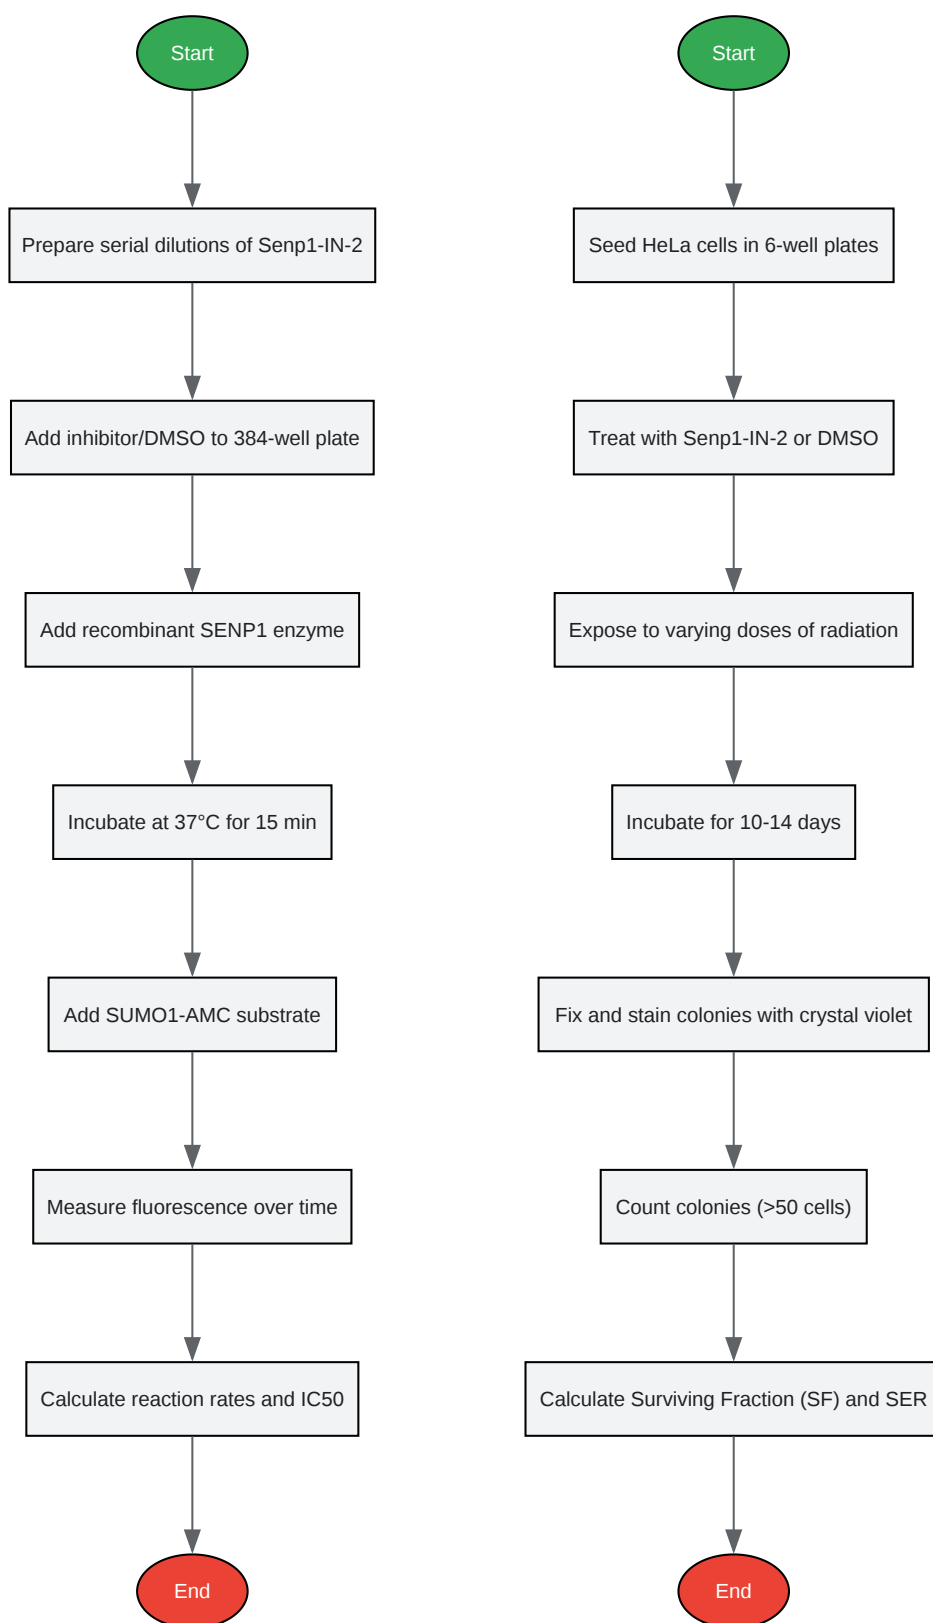 Start
Prepare serial dilutions of Senp1-IN-2
Add inhibitor/DMSO to 384-well plate
Add recombinant SENP1 enzyme
Incubate at 37°C for 15 min
Add SUMO1-AMC substrate
Measure fluorescence over time
Calculate reaction rates and IC50
End
Start
Seed HeLa cells in 6-well plates
Treat with Senp1-IN-2 or DMSO
Expose to varying doses of radiation
Incubate for 10-14 days
Fix and stain colonies with crystal violet
Count colonies (>50 cells)
Calculate Surviving Fraction (SF) and SER
End